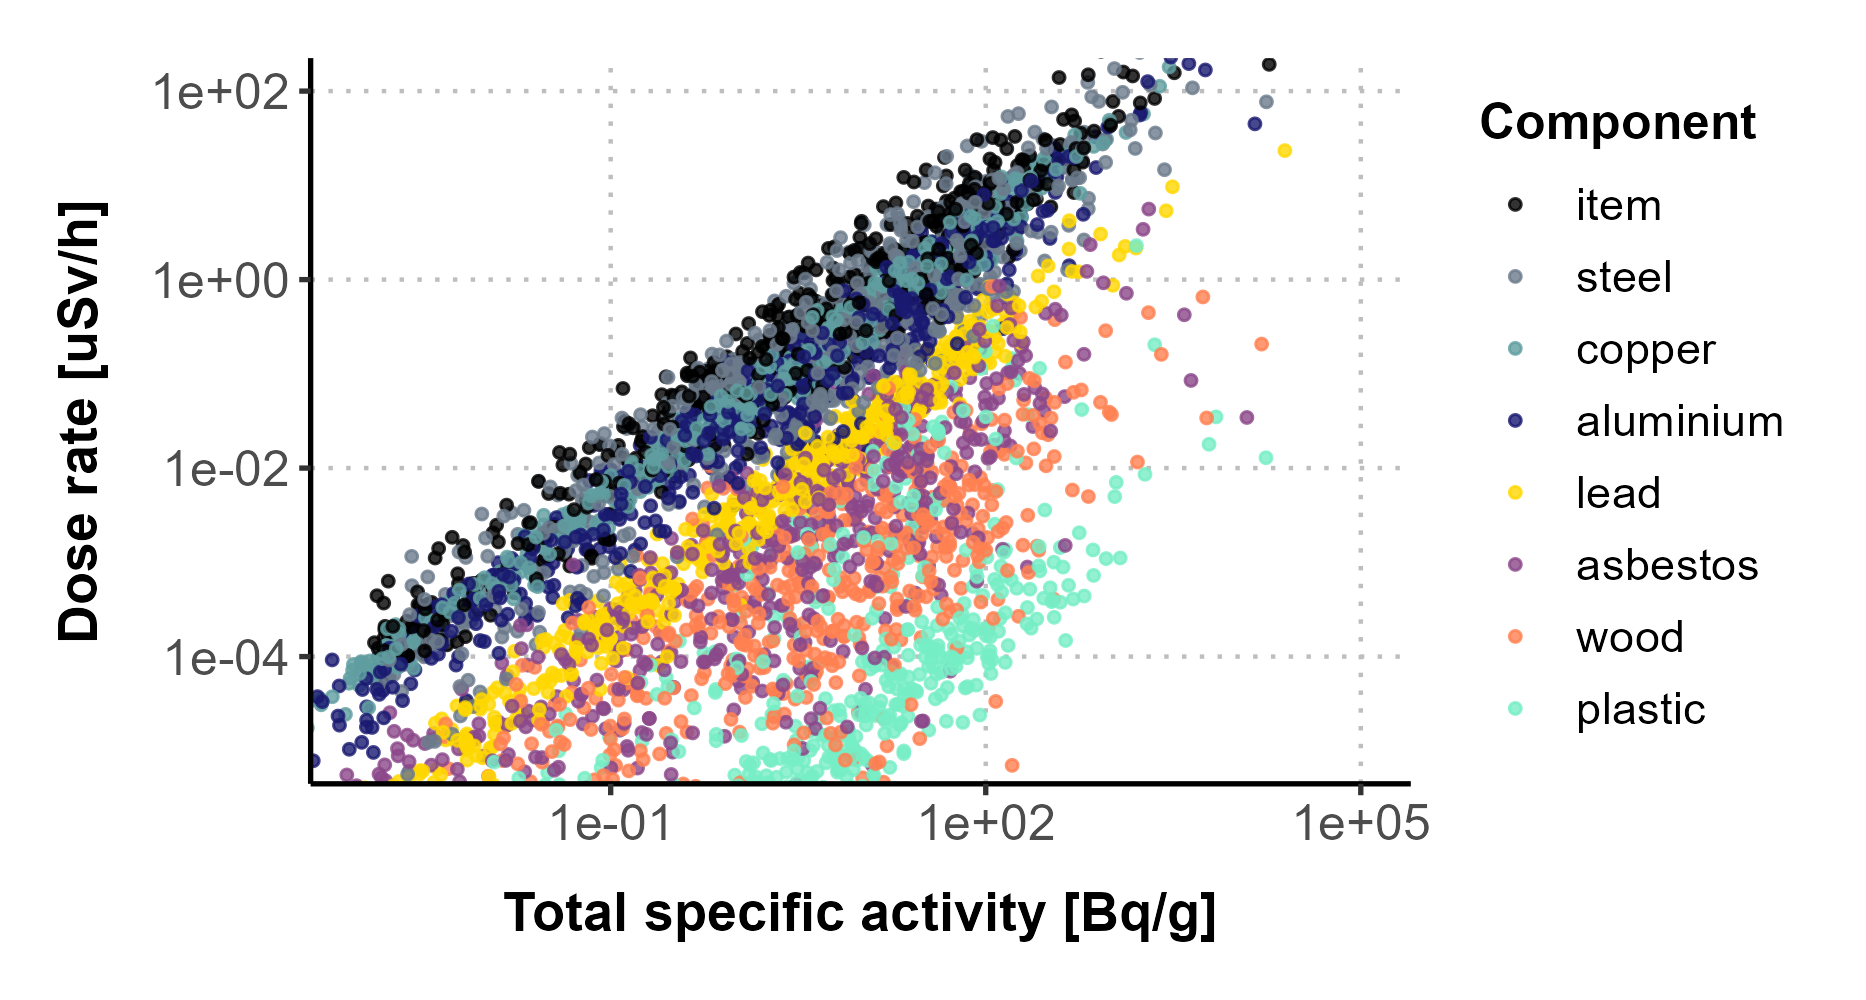 1e+02
1e+00
1e-02
1e-04
Dose rate [uSv/h]
1e-01
1e+02
1e+05
Total specific activity [Bq/g]
Component
item
steel
copper
aluminium
lead
asbestos
wood
plastic